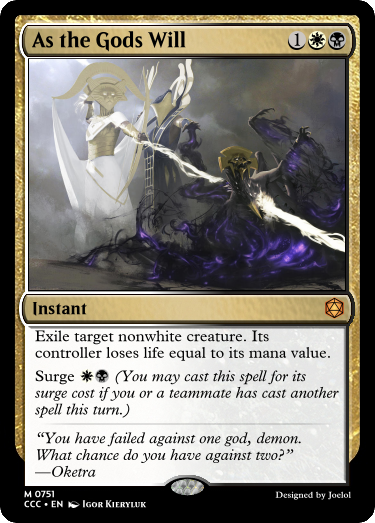 As the Gods Will 1
Instant
Exile target nonwhite creature. Its
controller loses life equal to its mana value.
Surge (You may cast this spell for its
surge cost if you or a teammate has cast another
spell this turn.)
“You have failed against one god, demon.
What chance do you have against two?”
—Oketra
M 0751
CCC • EN Igor Kieryluk
Designed by Joelol